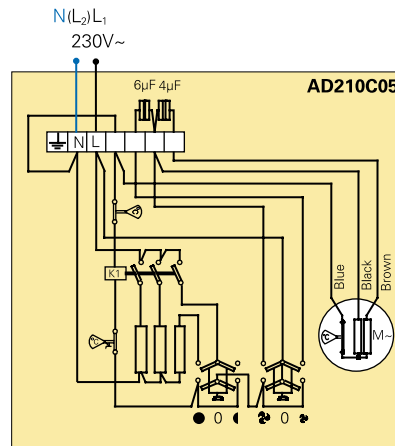 N(L₂)L₁
230V~
AD210C05
6µF 4µF
N L
K1
Blue
Black
Brown
M~
0 0